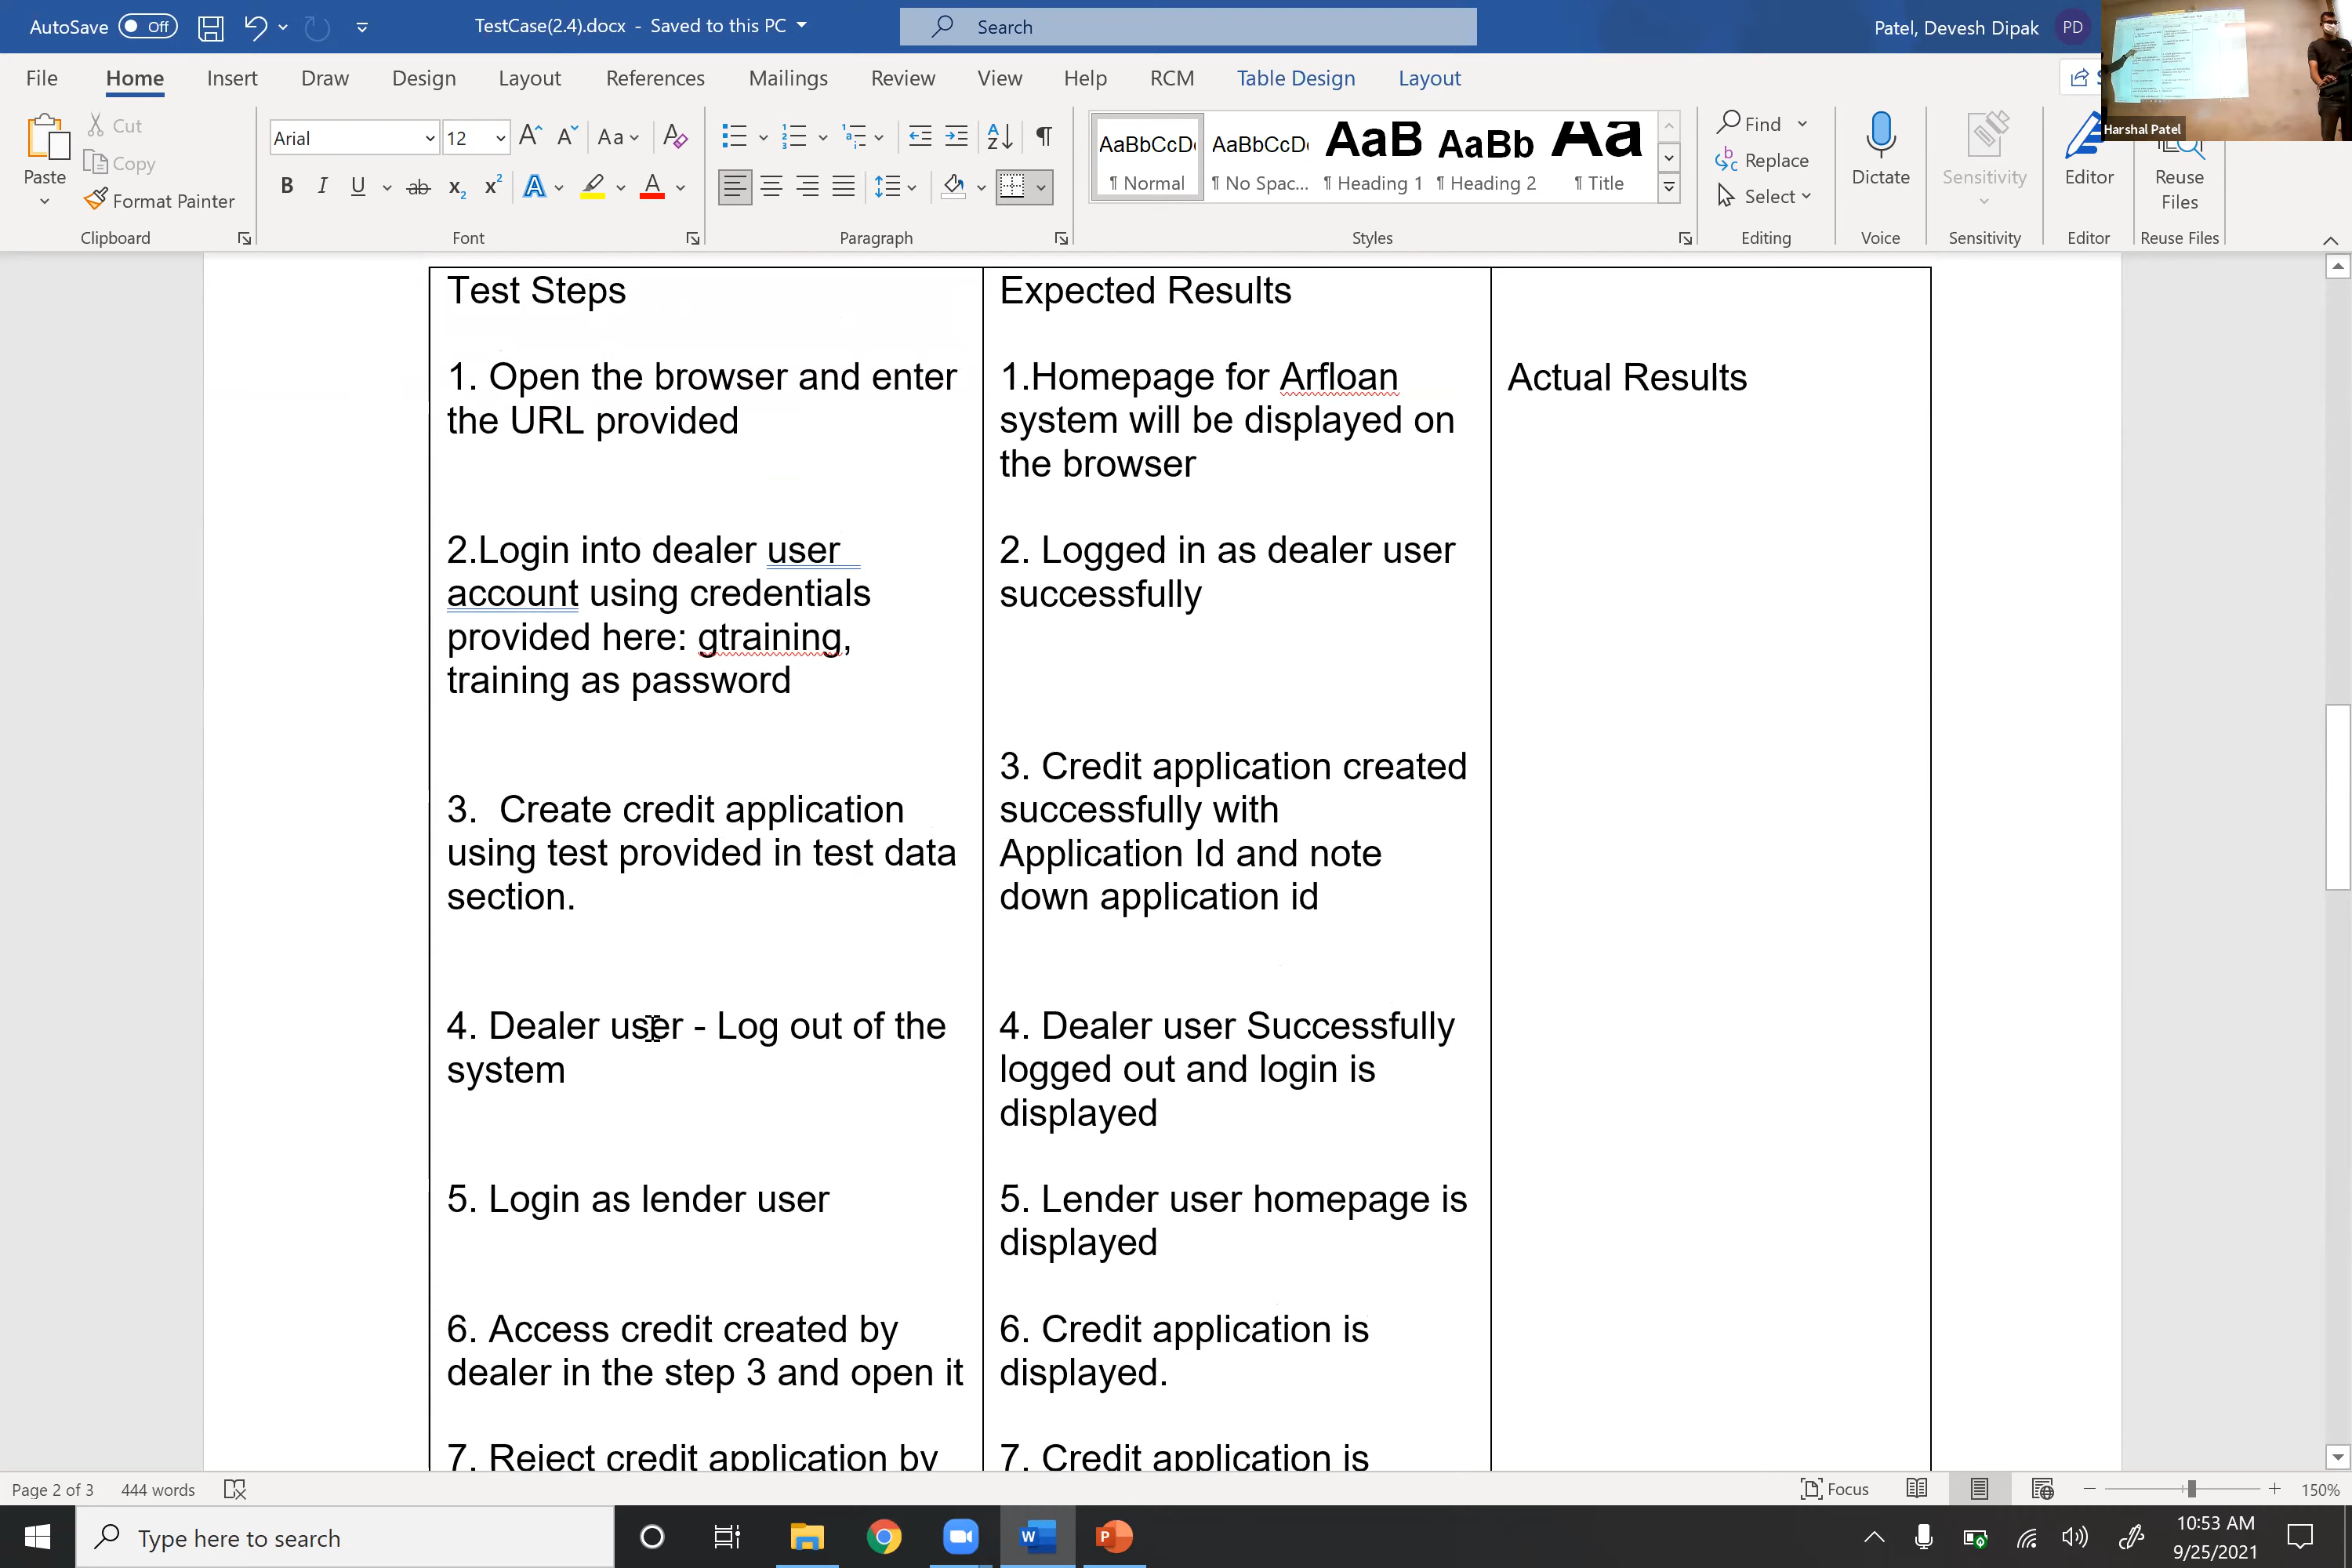 AutoSave Off TestCase(2.4).docx - Saved to this PC Search Patel, Devesh Dipak PD
File Home Insert Draw Design Layout References Mailings Review View Help RCM Table Design Layout
Paste
Cut
Copy
Format Painter
Clipboard
Arial 12
Font
Paragraph
AaBbCcDc AaBbCcDc AaB AaBb Aa
¶ Normal ¶ No Spac... ¶ Heading 1 ¶ Heading 2 ¶ Title
Styles
Find
Replace
Select
Editing
Dictate
Voice
Sensitivity
Sensitivity
Editor
Editor
Reuse
Files
Reuse Files
Harshal Patel
Test Steps
1. Open the browser and enter
the URL provided
2.Login into dealer user
account using credentials
provided here: gtraining,
training as password
3. Create credit application
using test provided in test data
section.
4. Dealer user - Log out of the
system
5. Login as lender user
6. Access credit created by
dealer in the step 3 and open it
7. Reject credit application by
Expected Results
1.Homepage for Arfloan
system will be displayed on
the browser
2. Logged in as dealer user
successfully
3. Credit application created
successfully with
Application Id and note
down application id
4. Dealer user Successfully
logged out and login is
displayed
5. Lender user homepage is
displayed
6. Credit application is
displayed.
7. Credit application is
Actual Results
Page 2 of 3 444 words Focus 150%
Type here to search
10:53 AM
9/25/2021